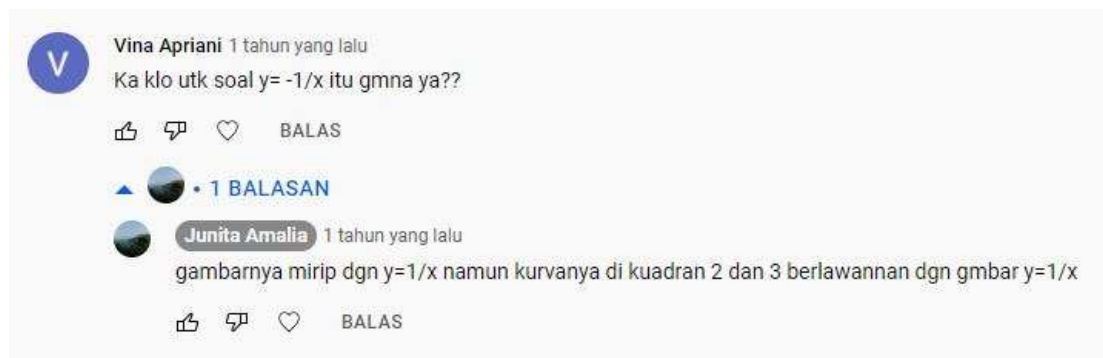 V
Vina Apriani 1 tahun yang lalu
Ka klo utk soal y= -1/x itu gmna ya??
BALAS
• 1 BALASAN
Junita Amalia 1 tahun yang lalu
gambarnya mirip dgn y=1/x namun kurvanya di kuadran 2 dan 3 berlawannan dgn gmbar y=1/x
BALAS